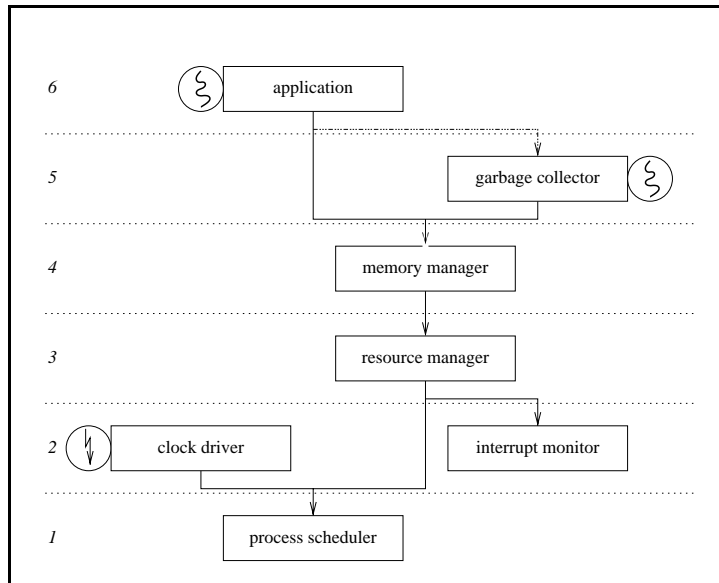 6 application
5 garbage collector
4 memory manager
3 resource manager
2 clock driver interrupt monitor
1 process scheduler